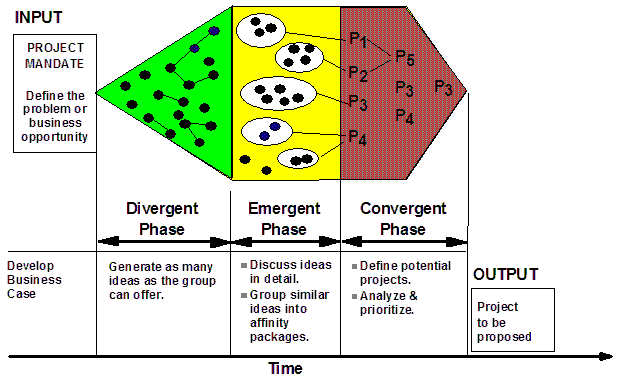 INPUT
PROJECT
MANDATE
Define the
problem or
business
opportunity
P1
P2
P3
P4
P5
P3
P4
P3
Divergent
Phase
Emergent
Phase
Convergent
Phase
Develop
Business
Case
Generate as many
ideas as the group
can offer.
Discuss ideas
in detail.
Group similar
ideas into
affinity
packages.
Define potential
projects.
Analyze &
prioritize.
OUTPUT
Project
to be
proposed
Time